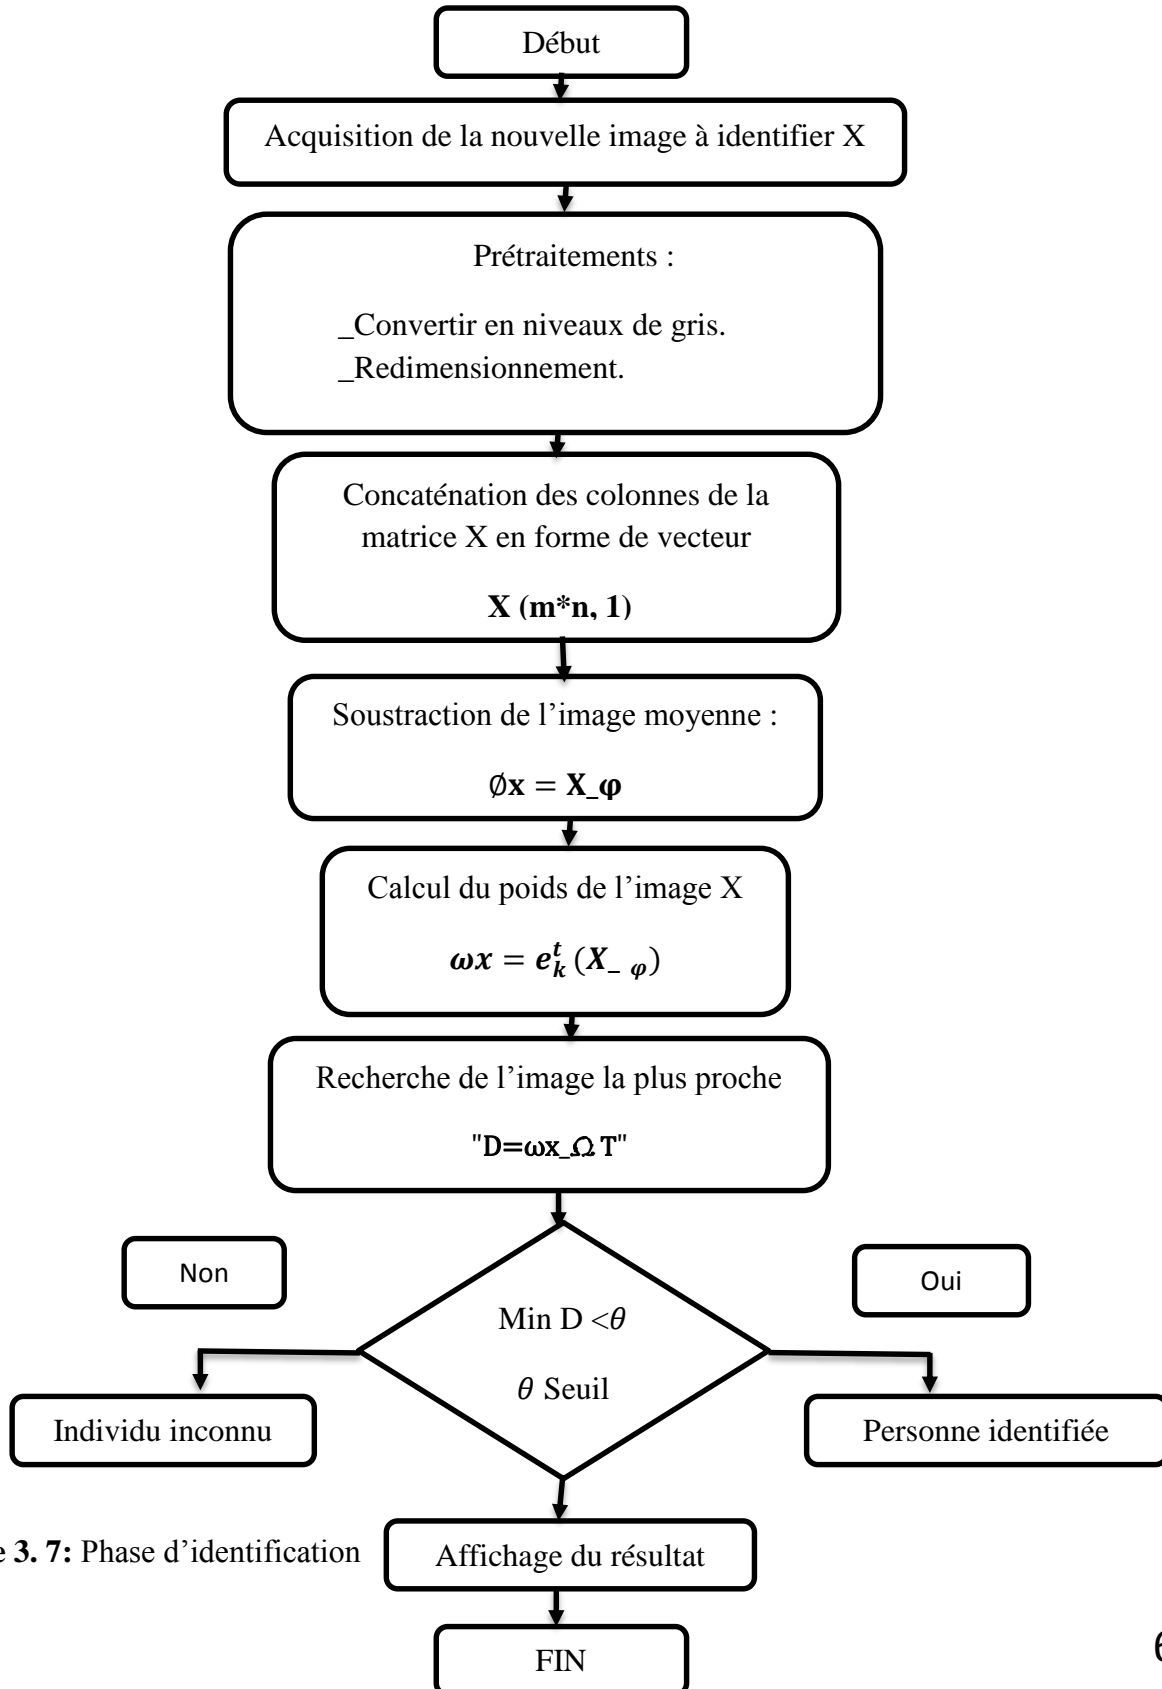 Début
Acquisition de la nouvelle image à identifier X
Prétraitements :
_Convertir en niveaux de gris.
_Redimensionnement.
Concaténation des colonnes de la
matrice X en forme de vecteur
X (m*n, 1)
Soustraction de l’image moyenne :
∅x = X_φ
Calcul du poids de l’image X
ωx = e_k^t (X_ φ)
Recherche de l’image la plus proche
"D=ωx_Ω T"
Non
Oui
Min D <θ
θ Seuil
Individu inconnu
Personne identifiée
e 3. 7: Phase d’identification
Affichage du résultat
FIN